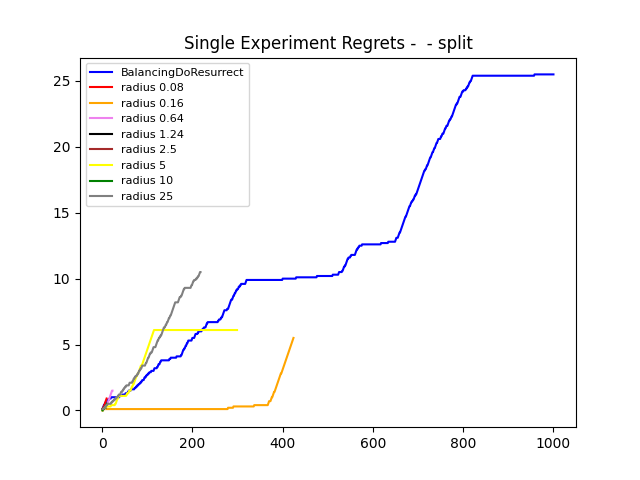 Single Experiment Regrets -  - split
BalancingDoResurrect
radius 0.08
radius 0.16
radius 0.64
radius 1.24
radius 2.5
radius 5
radius 10
radius 25
25
20
15
10
5
0
0 200 400 600 800 1000